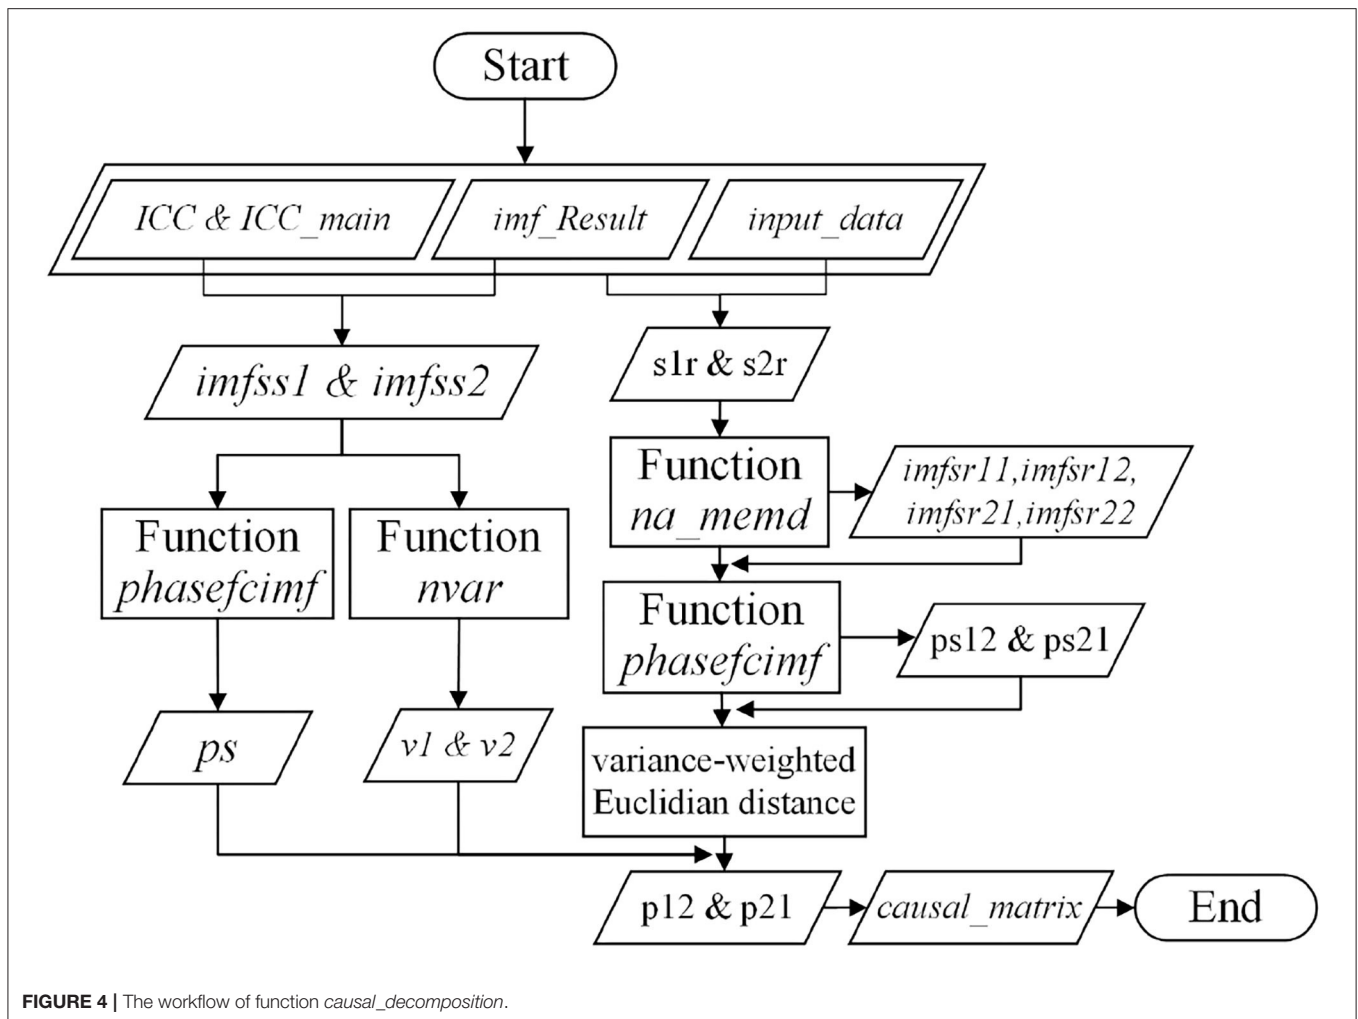 Start
ICC & ICC_main
imf_Result
input_data
imfss1 & imfss2
s1r & s2r
Function
phasefcimf
Function
nvar
Function
na_memd
imfsr11,imfsr12,
imfsr21,imfsr22
Function
phasefcimf
ps12 & ps21
ps
v1 & v2
variance-weighted
Euclidian distance
p12 & p21
causal_matrix
End
FIGURE 4 | The workflow of function causal_decomposition.